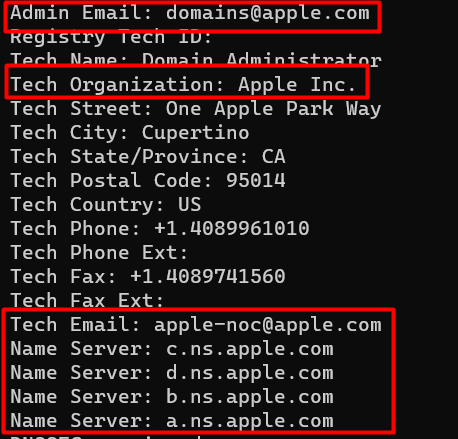 Admin Email: domains@apple.com
Registry Tech ID:
Tech Name: Domain Administrator
Tech Organization: Apple Inc.
Tech Street: One Apple Park Way
Tech City: Cupertino
Tech State/Province: CA
Tech Postal Code: 95014
Tech Country: US
Tech Phone: +1.4089961010
Tech Phone Ext:
Tech Fax: +1.4089741560
Tech Fax Ext:
Tech Email: apple-noc@apple.com
Name Server: c.ns.apple.com
Name Server: d.ns.apple.com
Name Server: b.ns.apple.com
Name Server: a.ns.apple.com